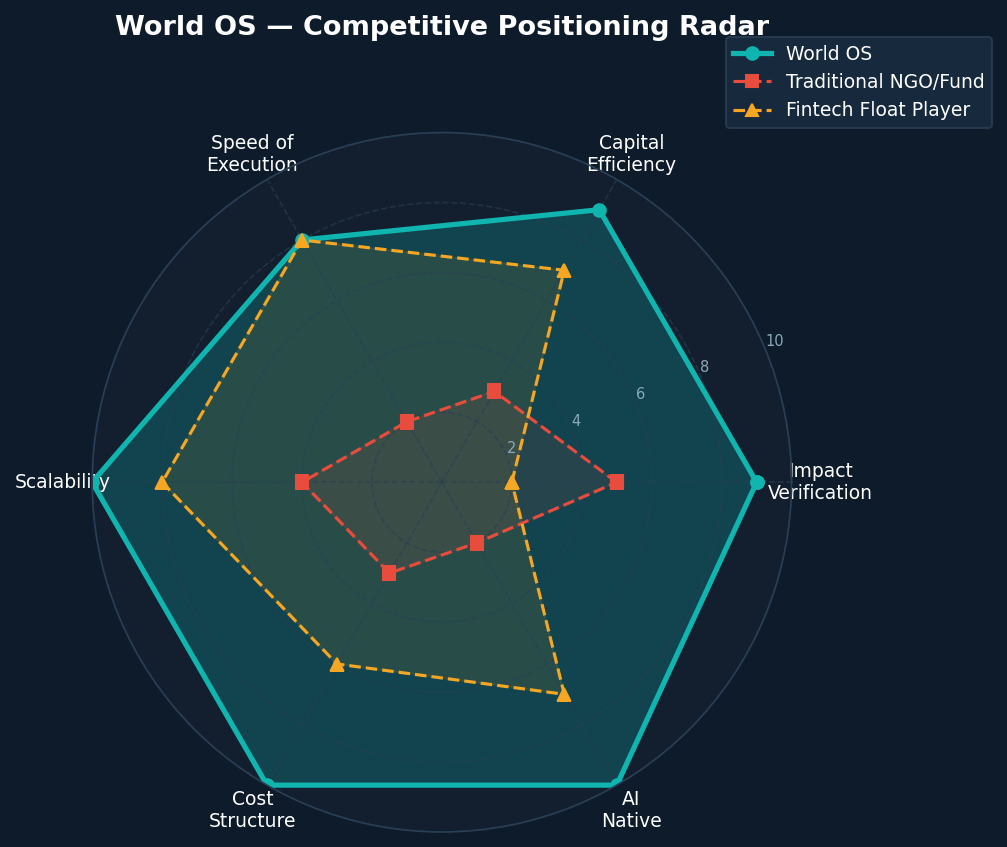 World OS — Competitive Positioning Radar
World OS
Traditional NGO/Fund
Fintech Float Player
Speed of
Execution
Capital
Efficiency
10
8
6
4
2
Scalability
Impact
Verification
Cost
Structure
AI
Native